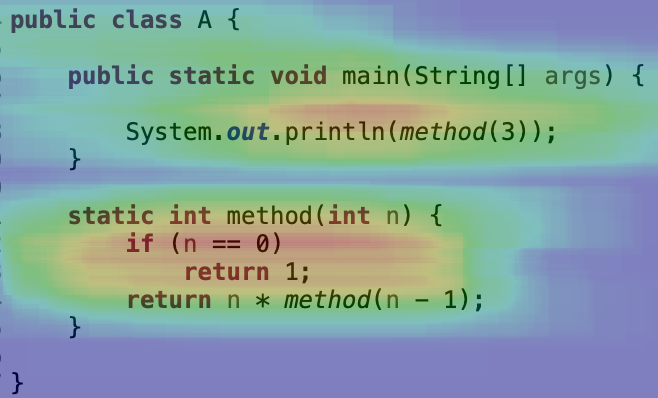 public class A {
public static void main(String[] args) {
System.out.println(method(3));
}
static int method(int n) {
if (n == 0)
return 1;
return n * method(n - 1);
}
}